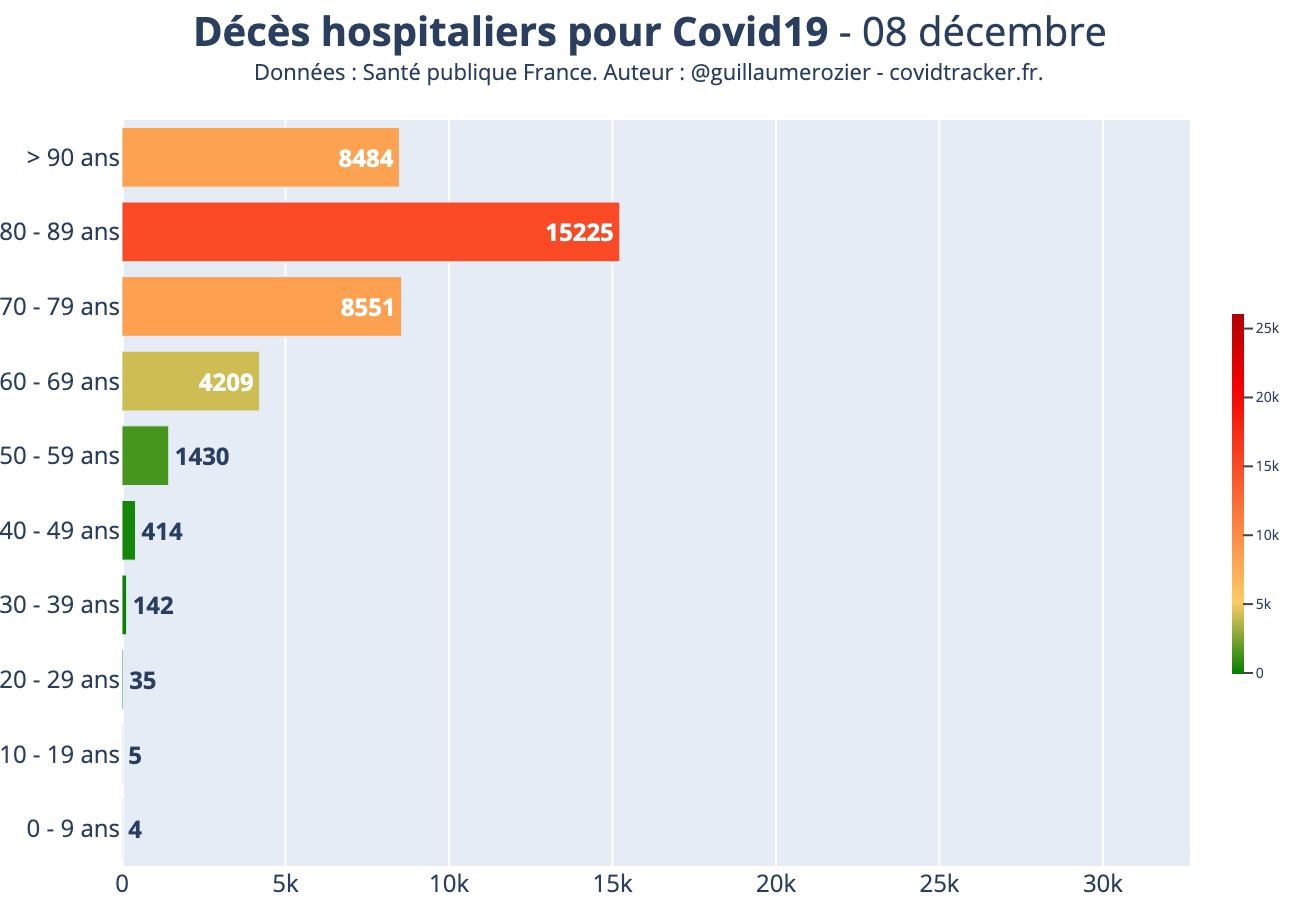 Décès hospitaliers pour Covid19 - 08 décembre
Données : Santé publique France. Auteur : @guillaumerozier - covidtracker.fr.
> 90 ans 8484
80 - 89 ans 15225
70 - 79 ans 8551
60 - 69 ans 4209
50 - 59 ans 1430
40 - 49 ans 414
30 - 39 ans 142
20 - 29 ans 35
10 - 19 ans 5
0 - 9 ans 4
0 5k 10k 15k 20k 25k 30k
25k
20k
15k
10k
5k
0